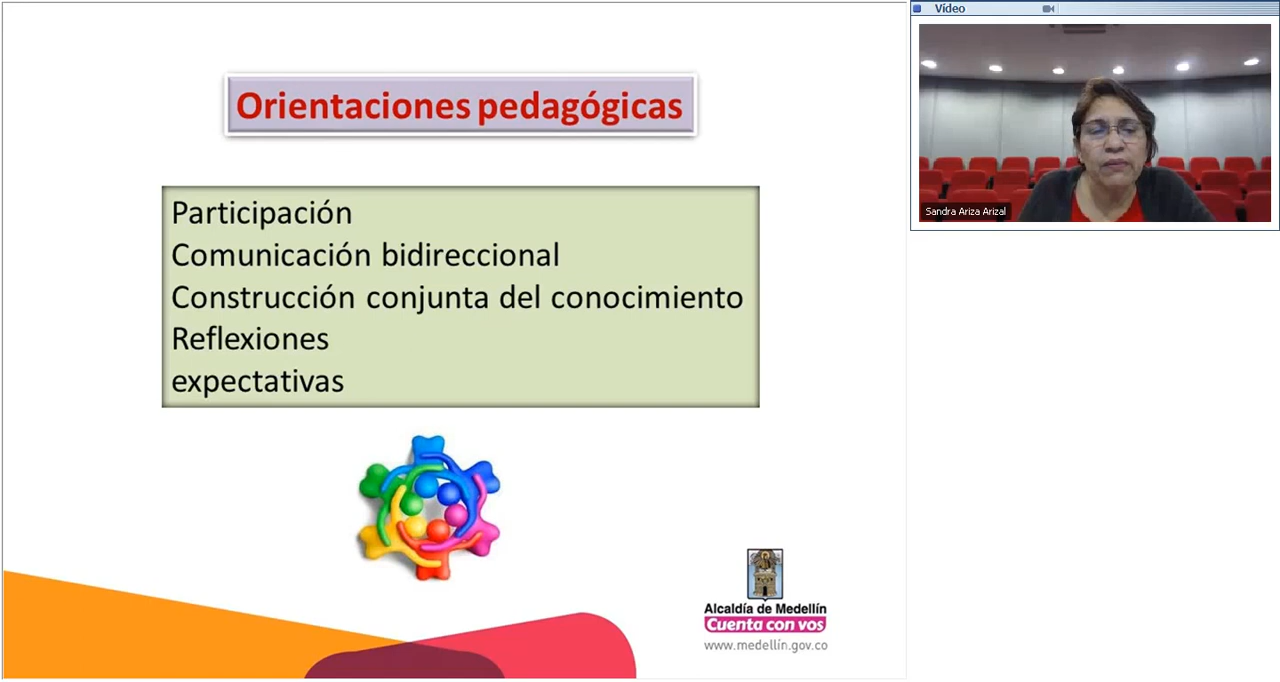 Orientaciones pedagógicas
Participación
Comunicación bidireccional
Construcción conjunta del conocimiento
Reflexiones
expectativas
Alcaldía de Medellín
Cuenta con vos
www.medellín.gov.co
Vídeo
Sandra Ariza Arizal